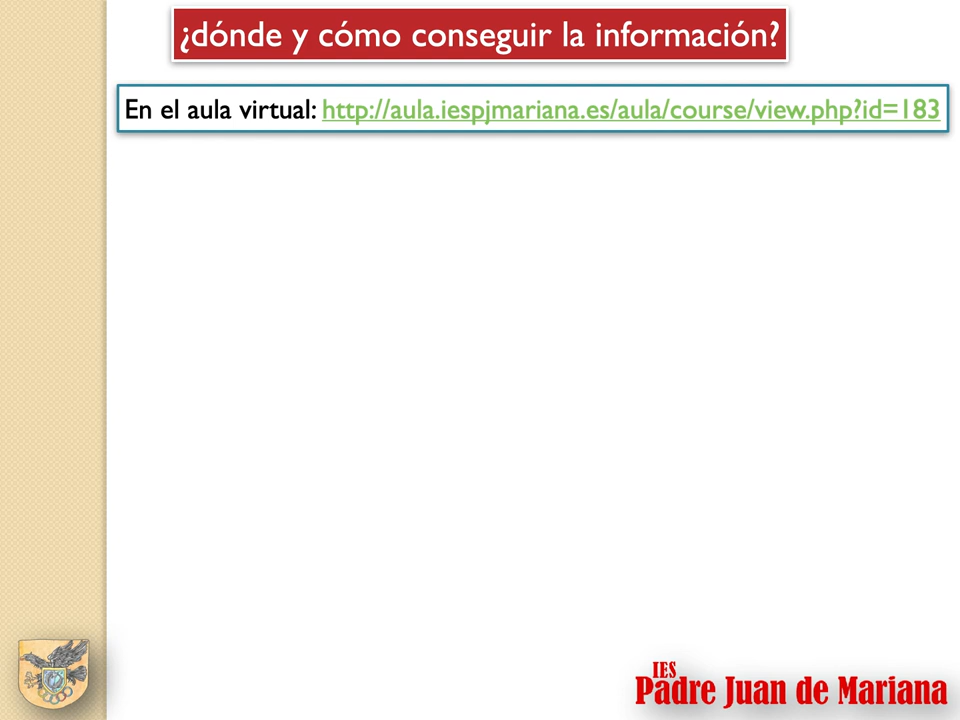 ¿dónde y cómo conseguir la información?
En el aula virtual: http://aula.iespjmariana.es/aula/course/view.php?id=183
IES
Padre Juan de Mariana